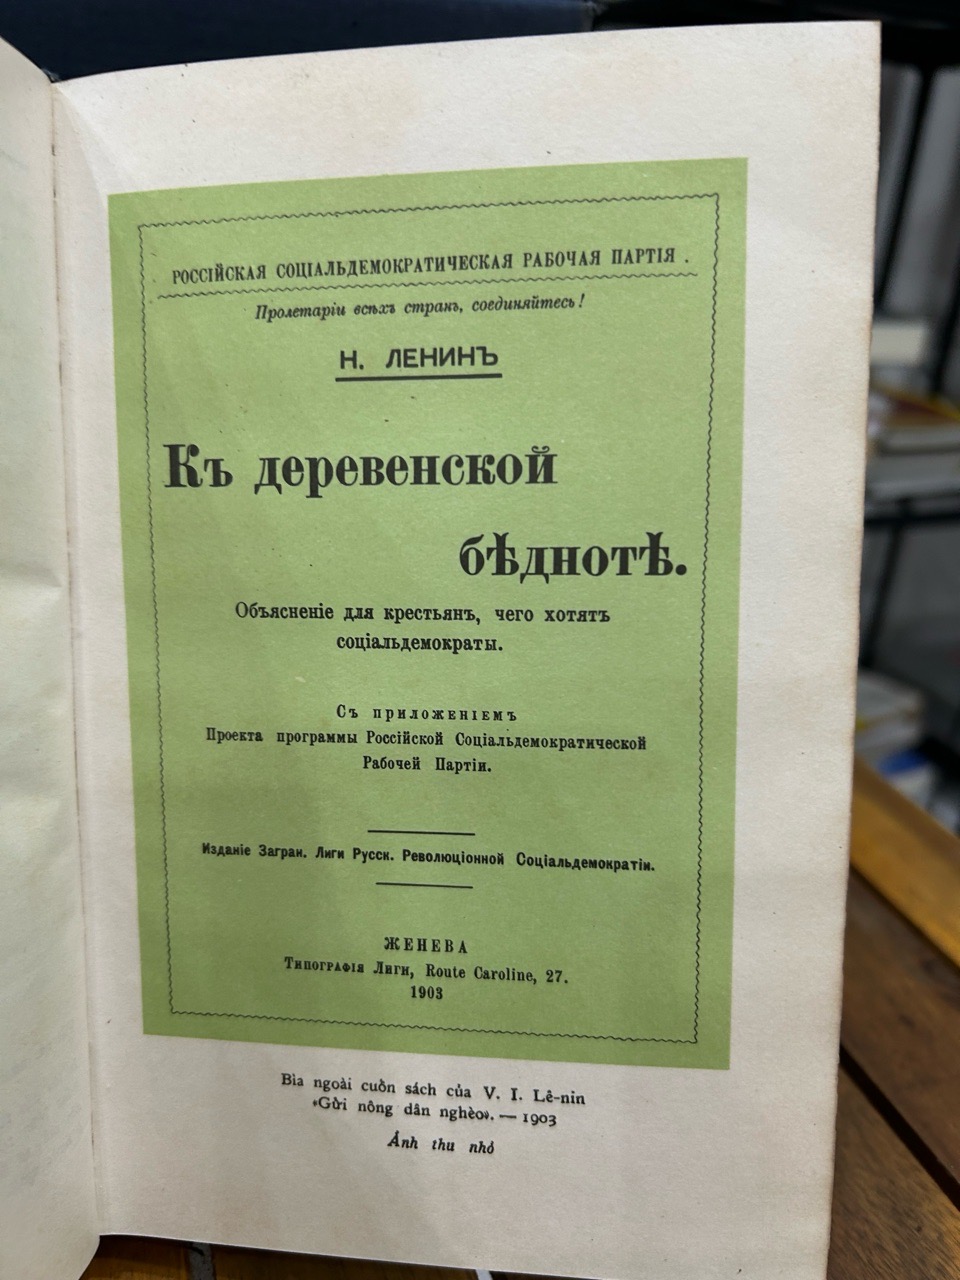 РОССІЙСКАЯ СОЦІАЛЬДЕМОКРАТИЧЕСКАЯ РАБОЧАЯ ПАРТІЯ.
Пролетаріи всѣхъ странъ, соединяйтесь!
Н. ЛЕНИНЪ
Къ деревенской
бѣднотѣ.
Объясненіе для крестьянъ, чего хотятъ
соціальдемократы.
Съ приложеніемъ
Проекта программы Россійской Соціальдемократической
Рабочей Партіи.
Изданіе Загран. Лиги Русск. Революціонной Соціальдемократіи.
ЖЕНЕВА
Типографія Лиги, Route Caroline, 27.
1903
Bìa ngoài cuốn sách của V. I. Lê-nin
«Gửi nông dân nghèo». — 1903
Ảnh thu nhỏ